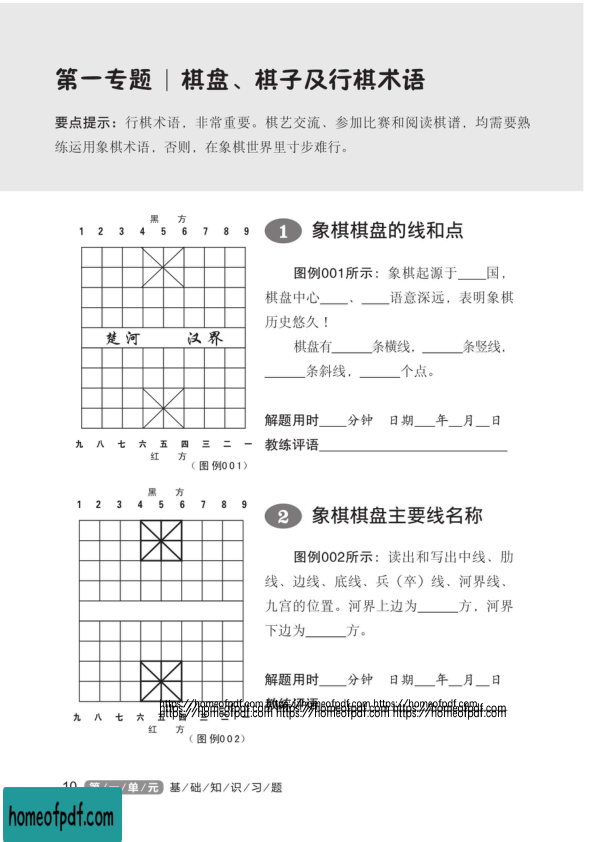 第一专题｜棋盘、棋子及行棋术语
要点提示：行棋术语，非常重要。棋艺交流、参加比赛和阅读棋谱，均需要熟
练运用象棋术语，否则，在象棋世界里寸步难行。
黑 方
1 2 3 4 5 6 7 8 9
楚河 汉界
九 八 七 六 五 四 三 二 一
红 方
（图例001）
1 象棋棋盘的线和点
图例001所示：象棋起源于____国，
棋盘中心____、____语意深远，表明象棋
历史悠久！
棋盘有______条横线，______条竖线，
______条斜线，______个点。
解题用时____分钟 日期___年__月__日
教练评语____________________________
黑 方
1 2 3 4 5 6 7 8 9
九 八 七 六 五 四 三 二 一
红 方
（图例002）
2 象棋棋盘主要线名称
图例002所示：读出和写出中线、肋
线、边线、底线、兵（卒）线、河界线、
九宫的位置。河界上边为______方，河界
下边为______方。
解题用时____分钟 日期___年__月__日
教练评语
https://homeofpdf.com https://homeofpdf.com https://homeofpdf.com
https://homeofpdf.com https://homeofpdf.com https://homeofpdf.com
10 第/一/单/元 基/础/知/识/习/题
homeofpdf.com